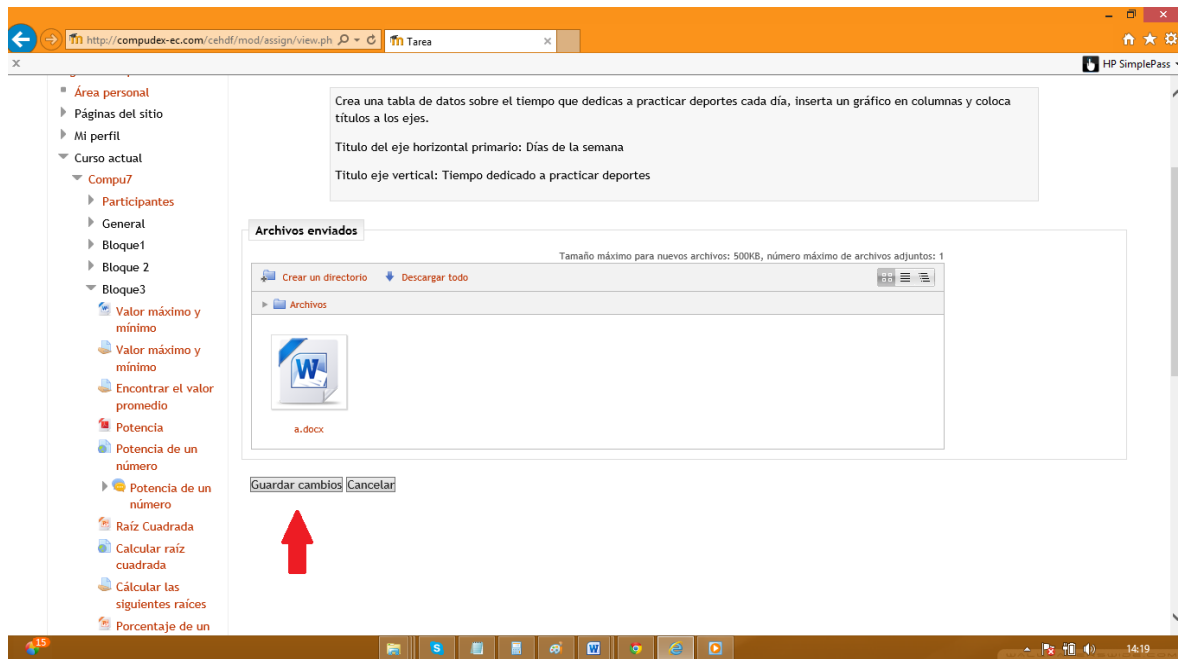 http://compudex-ec.com/cehdf/mod/assign/view.ph
Tarea
HP SimplePass
Área personal
Páginas del sitio
Mi perfil
Curso actual
Compu7
Participantes
General
Bloque1
Bloque 2
Bloque3
Valor máximo y
mínimo
Valor máximo y
mínimo
Encontrar el valor
promedio
Potencia
Potencia de un
número
Potencia de un
número
Raíz Cuadrada
Calcular raíz
cuadrada
Cálcular las
siguientes raíces
Porcentaje de un
Crea una tabla de datos sobre el tiempo que dedicas a practicar deportes cada día, inserta un gráfico en columnas y coloca
títulos a los ejes.
Titulo del eje horizontal primario: Días de la semana
Titulo eje vertical: Tiempo dedicado a practicar deportes
Archivos enviados
Tamaño máximo para nuevos archivos: 500KB, número máximo de archivos adjuntos: 1
Crear un directorio
Descargar todo
Archivos
a.docx
Guardar cambios Cancelar
15
14:19